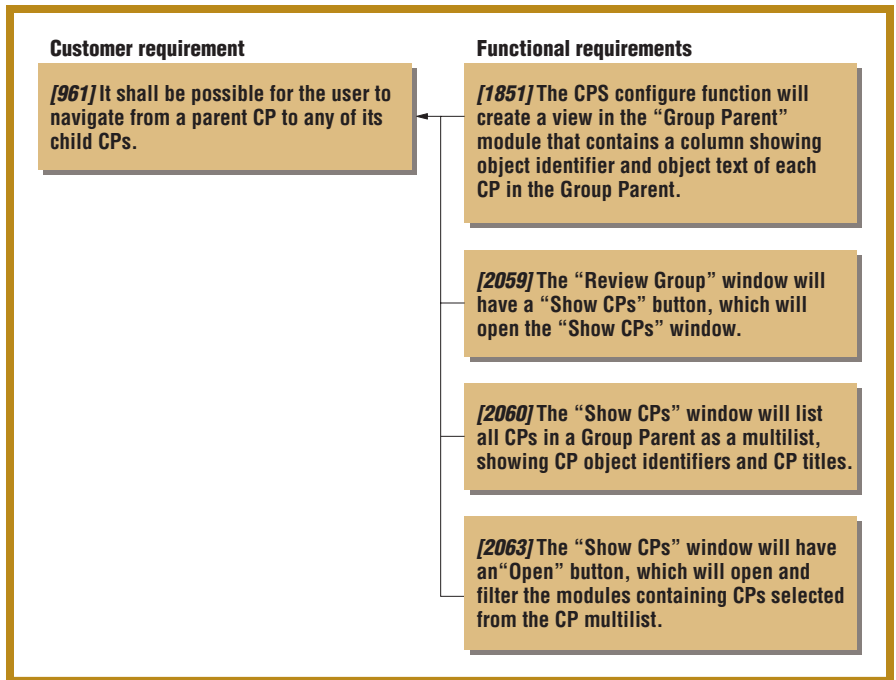 Customer requirement
[961] It shall be possible for the user to
navigate from a parent CP to any of its
child CPs.
Functional requirements
[1851] The CPS configure function will
create a view in the “Group Parent”
module that contains a column showing
object identifier and object text of each
CP in the Group Parent.
[2059] The “Review Group” window will
have a “Show CPs” button, which will
open the “Show CPs” window.
[2060] The “Show CPs” window will list
all CPs in a Group Parent as a multilist,
showing CP object identifiers and CP titles.
[2063] The “Show CPs” window will have
an“Open” button, which will open and
filter the modules containing CPs selected
from the CP multilist.